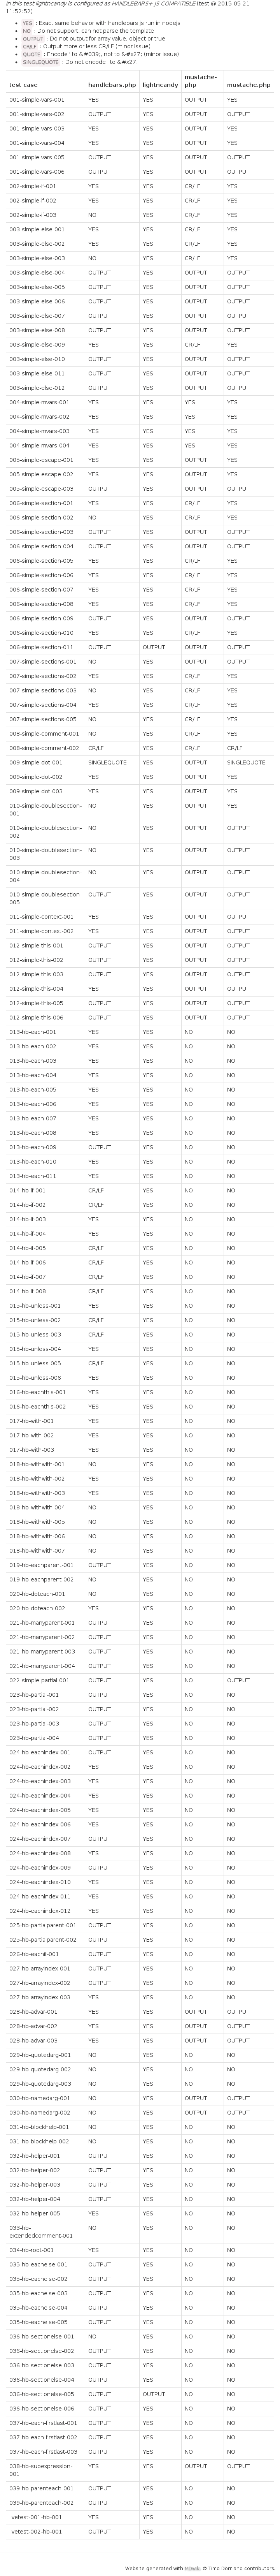 In this test lightncandy is configured as HANDLEBARS+ JS COMPATIBLE (test @ 2015-05-21 11:52:52)
• YES : Exact same behavior with handlebars.js run in nodejs
• NO : Do not support, can not parse the template
• OUTPUT : Do not output for array value, object or true
• CR/LF : Output more or less CR/LF (minor issue)
• QUOTE : Encode ' to &#039;, not to &#x27; (minor issue)
• SINGLEQUOTE : Do not encode ' to &#x27;
test case handlebars.php lightncandy mustache-php mustache.php
001-simple-vars-001 YES YES OUTPUT YES
001-simple-vars-002 OUTPUT YES OUTPUT OUTPUT
001-simple-vars-003 YES YES OUTPUT YES
001-simple-vars-004 YES YES OUTPUT YES
001-simple-vars-005 OUTPUT YES OUTPUT OUTPUT
001-simple-vars-006 OUTPUT YES OUTPUT OUTPUT
002-simple-if-001 YES YES CR/LF YES
002-simple-if-002 YES YES CR/LF YES
002-simple-if-003 NO YES CR/LF YES
003-simple-else-001 YES YES CR/LF YES
003-simple-else-002 YES YES CR/LF YES
003-simple-else-003 NO YES CR/LF YES
003-simple-else-004 OUTPUT YES OUTPUT OUTPUT
003-simple-else-005 OUTPUT YES OUTPUT OUTPUT
003-simple-else-006 OUTPUT YES OUTPUT OUTPUT
003-simple-else-007 OUTPUT YES OUTPUT OUTPUT
003-simple-else-008 OUTPUT YES OUTPUT OUTPUT
003-simple-else-009 YES YES CR/LF YES
003-simple-else-010 OUTPUT YES OUTPUT OUTPUT
003-simple-else-011 OUTPUT YES OUTPUT OUTPUT
003-simple-else-012 OUTPUT YES OUTPUT OUTPUT
004-simple-mvars-001 YES YES YES YES
004-simple-mvars-002 YES YES YES YES
004-simple-mvars-003 YES YES YES YES
004-simple-mvars-004 YES YES YES YES
005-simple-escape-001 YES YES OUTPUT YES
005-simple-escape-002 YES YES OUTPUT YES
005-simple-escape-003 OUTPUT YES OUTPUT OUTPUT
006-simple-section-001 YES YES CR/LF YES
006-simple-section-002 NO YES CR/LF YES
006-simple-section-003 OUTPUT YES OUTPUT OUTPUT
006-simple-section-004 OUTPUT YES OUTPUT OUTPUT
006-simple-section-005 YES YES CR/LF YES
006-simple-section-006 YES YES CR/LF YES
006-simple-section-007 YES YES CR/LF YES
006-simple-section-008 YES YES CR/LF YES
006-simple-section-009 OUTPUT YES OUTPUT OUTPUT
006-simple-section-010 YES YES CR/LF YES
006-simple-section-011 OUTPUT OUTPUT OUTPUT OUTPUT
007-simple-sections-001 NO YES OUTPUT OUTPUT
007-simple-sections-002 YES YES CR/LF YES
007-simple-sections-003 NO YES CR/LF YES
007-simple-sections-004 YES YES CR/LF YES
007-simple-sections-005 NO YES CR/LF YES
008-simple-comment-001 NO YES CR/LF YES
008-simple-comment-002 CR/LF YES CR/LF CR/LF
009-simple-dot-001 SINGLEQUOTE YES OUTPUT SINGLEQUOTE
009-simple-dot-002 YES YES OUTPUT YES
009-simple-dot-003 YES YES OUTPUT YES
010-simple-doublesection-001 NO YES OUTPUT YES
010-simple-doublesection-002 NO YES OUTPUT OUTPUT
010-simple-doublesection-003 NO YES OUTPUT OUTPUT
010-simple-doublesection-004 NO YES OUTPUT OUTPUT
010-simple-doublesection-005 OUTPUT YES OUTPUT OUTPUT
011-simple-context-001 YES YES OUTPUT OUTPUT
011-simple-context-002 YES YES OUTPUT OUTPUT
012-simple-this-001 OUTPUT YES OUTPUT OUTPUT
012-simple-this-002 OUTPUT YES OUTPUT OUTPUT
012-simple-this-003 OUTPUT YES OUTPUT OUTPUT
012-simple-this-004 YES YES OUTPUT OUTPUT
012-simple-this-005 OUTPUT YES OUTPUT OUTPUT
012-simple-this-006 OUTPUT YES OUTPUT OUTPUT
013-hb-each-001 YES YES NO NO
013-hb-each-002 YES YES NO NO
013-hb-each-003 YES YES NO NO
013-hb-each-004 YES YES NO NO
013-hb-each-005 YES YES NO NO
013-hb-each-006 YES YES NO NO
013-hb-each-007 YES YES NO NO
013-hb-each-008 YES YES NO NO
013-hb-each-009 OUTPUT YES NO NO
013-hb-each-010 YES YES NO NO
013-hb-each-011 YES YES NO NO
014-hb-if-001 CR/LF YES NO NO
014-hb-if-002 CR/LF YES NO NO
014-hb-if-003 YES YES NO NO
014-hb-if-004 YES YES NO NO
014-hb-if-005 CR/LF YES NO NO
014-hb-if-006 CR/LF YES NO NO
014-hb-if-007 CR/LF YES NO NO
014-hb-if-008 CR/LF YES NO NO
015-hb-unless-001 YES YES NO NO
015-hb-unless-002 CR/LF YES NO NO
015-hb-unless-003 CR/LF YES NO NO
015-hb-unless-004 YES YES NO NO
015-hb-unless-005 CR/LF YES NO NO
015-hb-unless-006 YES YES NO NO
016-hb-eachthis-001 YES YES NO NO
016-hb-eachthis-002 YES YES NO NO
017-hb-with-001 YES YES NO NO
017-hb-with-002 YES YES NO NO
017-hb-with-003 YES YES NO NO
018-hb-withwith-001 NO YES NO NO
018-hb-withwith-002 YES YES NO NO
018-hb-withwith-003 YES YES NO NO
018-hb-withwith-004 NO YES NO NO
018-hb-withwith-005 NO YES NO NO
018-hb-withwith-006 NO YES NO NO
018-hb-withwith-007 NO YES NO NO
019-hb-eachparent-001 OUTPUT YES NO NO
019-hb-eachparent-002 NO YES NO NO
020-hb-doteach-001 NO YES NO NO
020-hb-doteach-002 YES YES NO NO
021-hb-manyparent-001 OUTPUT YES NO NO
021-hb-manyparent-002 OUTPUT YES NO NO
021-hb-manyparent-003 OUTPUT YES NO NO
021-hb-manyparent-004 OUTPUT YES NO NO
022-simple-partial-001 OUTPUT YES NO OUTPUT
023-hb-partial-001 OUTPUT YES NO NO
023-hb-partial-002 OUTPUT YES NO NO
023-hb-partial-003 OUTPUT YES NO NO
023-hb-partial-004 OUTPUT YES NO NO
024-hb-eachindex-001 OUTPUT YES NO NO
024-hb-eachindex-002 YES YES NO NO
024-hb-eachindex-003 YES YES NO NO
024-hb-eachindex-004 YES YES NO NO
024-hb-eachindex-005 YES YES NO NO
024-hb-eachindex-006 YES YES NO NO
024-hb-eachindex-007 OUTPUT YES NO NO
024-hb-eachindex-008 YES YES NO NO
024-hb-eachindex-009 OUTPUT YES NO NO
024-hb-eachindex-010 YES YES NO NO
024-hb-eachindex-011 YES YES NO NO
024-hb-eachindex-012 YES YES NO NO
025-hb-partialparent-001 OUTPUT YES NO NO
025-hb-partialparent-002 OUTPUT YES NO NO
026-hb-eachif-001 OUTPUT YES NO NO
027-hb-arrayindex-001 OUTPUT YES NO NO
027-hb-arrayindex-002 OUTPUT YES NO NO
027-hb-arrayindex-003 YES YES NO NO
028-hb-advar-001 YES YES OUTPUT OUTPUT
028-hb-advar-002 YES YES OUTPUT OUTPUT
028-hb-advar-003 YES YES OUTPUT OUTPUT
029-hb-quotedarg-001 NO YES NO NO
029-hb-quotedarg-002 NO YES NO NO
029-hb-quotedarg-003 NO YES NO NO
030-hb-namedarg-001 NO YES OUTPUT OUTPUT
030-hb-namedarg-002 NO YES OUTPUT OUTPUT
031-hb-blockhelp-001 NO YES NO NO
031-hb-blockhelp-002 NO YES NO NO
032-hb-helper-001 OUTPUT YES NO NO
032-hb-helper-002 OUTPUT YES NO NO
032-hb-helper-003 OUTPUT YES NO NO
032-hb-helper-004 OUTPUT YES NO NO
032-hb-helper-005 YES YES NO NO
033-hb-extendedcomment-001 NO YES NO NO
034-hb-root-001 YES YES NO NO
035-hb-eachelse-001 OUTPUT YES NO NO
035-hb-eachelse-002 OUTPUT YES NO NO
035-hb-eachelse-003 OUTPUT YES NO NO
035-hb-eachelse-004 OUTPUT YES NO NO
035-hb-eachelse-005 OUTPUT YES NO NO
036-hb-sectionelse-001 NO YES NO NO
036-hb-sectionelse-002 OUTPUT YES NO NO
036-hb-sectionelse-003 OUTPUT YES NO NO
036-hb-sectionelse-004 OUTPUT YES NO NO
036-hb-sectionelse-005 OUTPUT OUTPUT NO NO
036-hb-sectionelse-006 OUTPUT YES NO NO
037-hb-each-firstlast-001 OUTPUT YES NO NO
037-hb-each-firstlast-002 OUTPUT YES NO NO
037-hb-each-firstlast-003 OUTPUT YES NO NO
038-hb-subexpression-001 YES YES OUTPUT OUTPUT
039-hb-parenteach-001 OUTPUT YES NO NO
039-hb-parenteach-002 OUTPUT YES NO NO
livetest-001-hb-001 YES YES NO NO
livetest-002-hb-001 OUTPUT YES NO NO
Website generated with MDwiki © Timo Dörr and contributors.